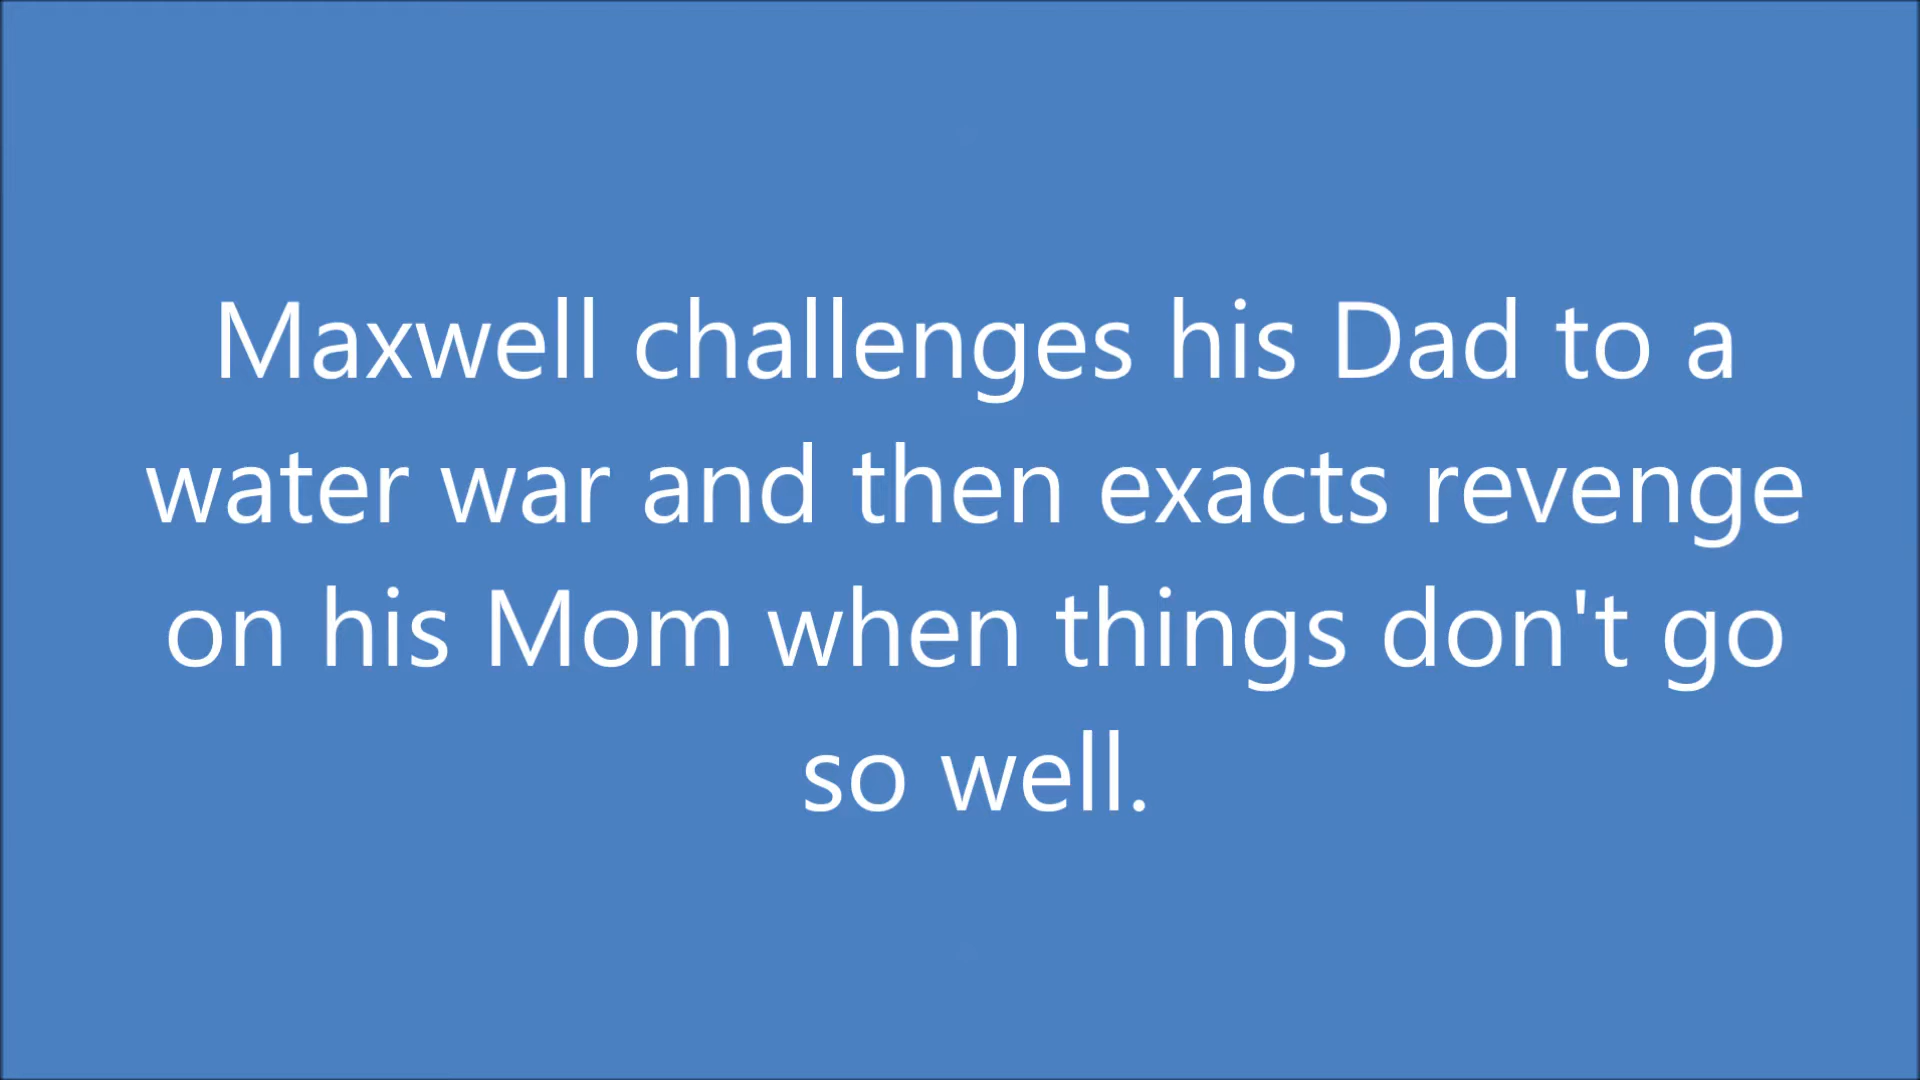 Maxwell challenges his Dad to a
water war and then exacts revenge
on his Mom when things don't go
so well.